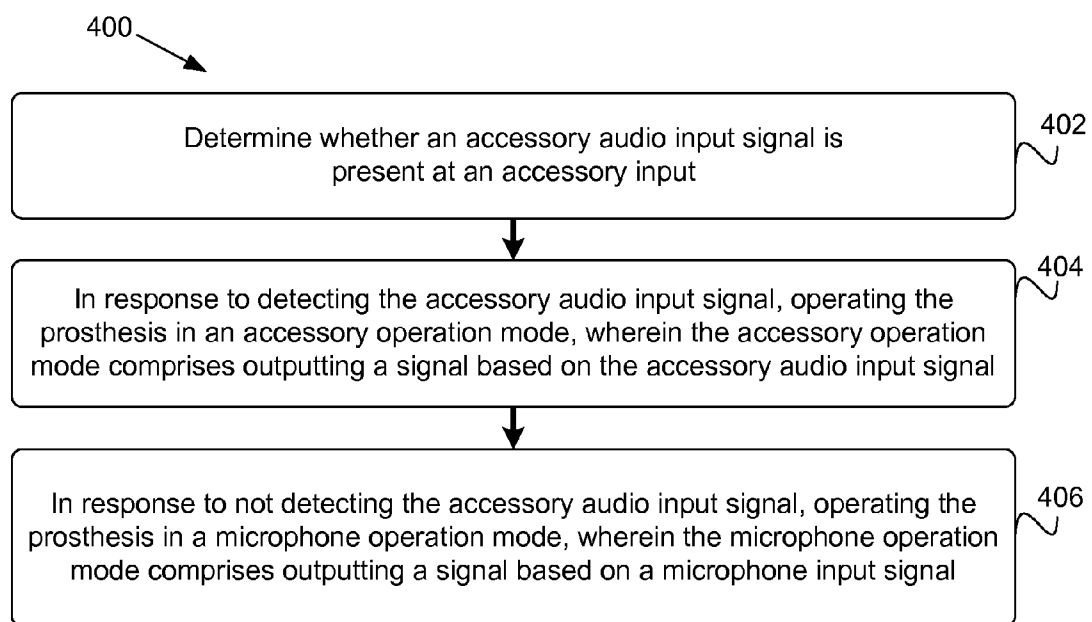 400
Determine whether an accessory audio input signal is
present at an accessory input
402
404
In response to detecting the accessory audio input signal, operating the
prosthesis in an accessory operation mode, wherein the accessory operation
mode comprises outputting a signal based on the accessory audio input signal
406
In response to not detecting the accessory audio input signal, operating the
prosthesis in a microphone operation mode, wherein the microphone operation
mode comprises outputting a signal based on a microphone input signal